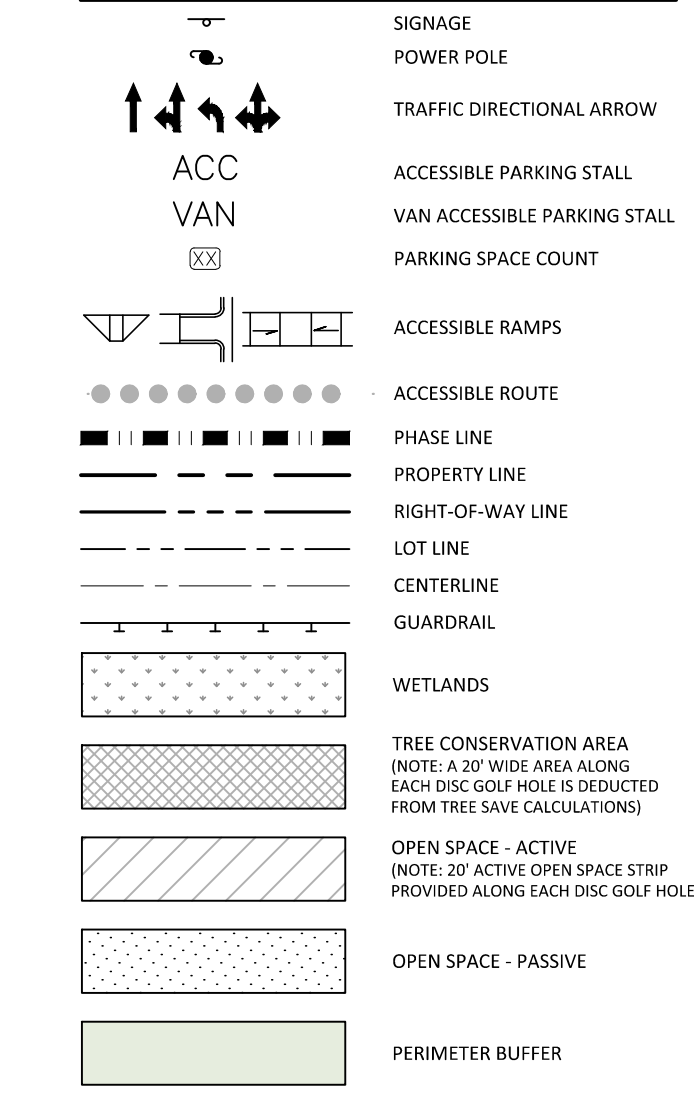 SIGNAGE
POWER POLE
TRAFFIC DIRECTIONAL ARROW
ACC ACCESSIBLE PARKING STALL
VAN VAN ACCESSIBLE PARKING STALL
XX PARKING SPACE COUNT
ACCESSIBLE RAMPS
ACCESSIBLE ROUTE
PHASE LINE
PROPERTY LINE
RIGHT-OF-WAY LINE
LOT LINE
CENTERLINE
GUARDRAIL
WETLANDS
TREE CONSERVATION AREA
(NOTE: A 20' WIDE AREA ALONG
EACH DISC GOLF HOLE IS DEDUCTED
FROM TREE SAVE CALCULATIONS)
OPEN SPACE - ACTIVE
(NOTE: 20' ACTIVE OPEN SPACE STRIP
PROVIDED ALONG EACH DISC GOLF HOLE
OPEN SPACE - PASSIVE
PERIMETER BUFFER